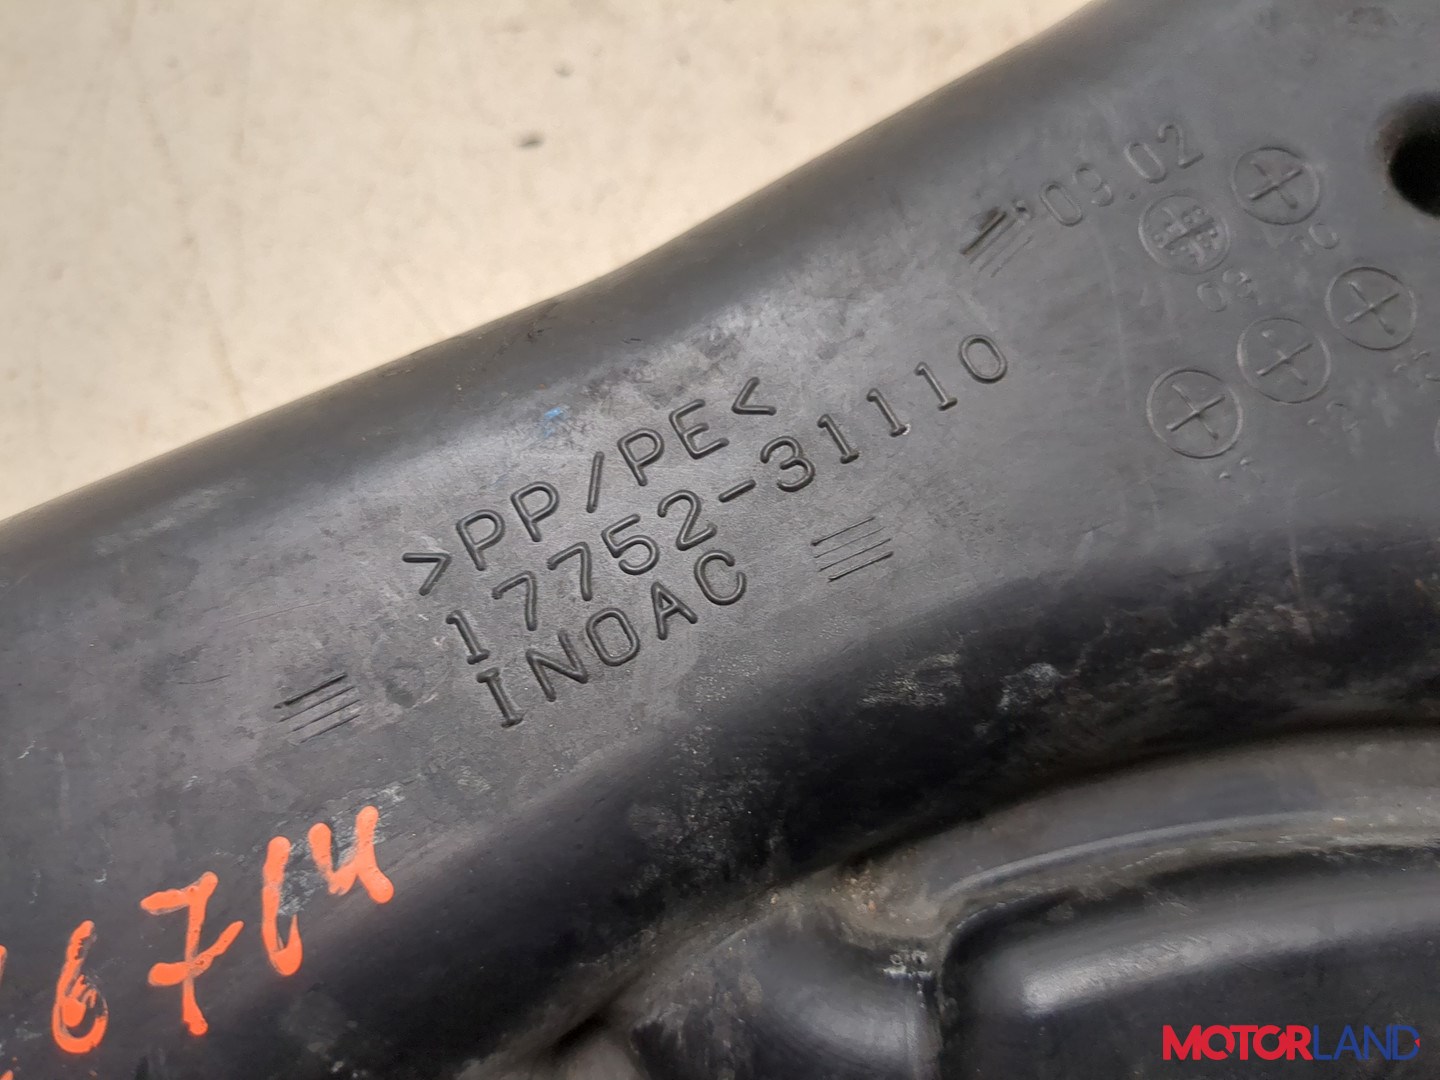 '09.02
>PP/PE<
17752-31110
INOAC
6714
MOTORLAND